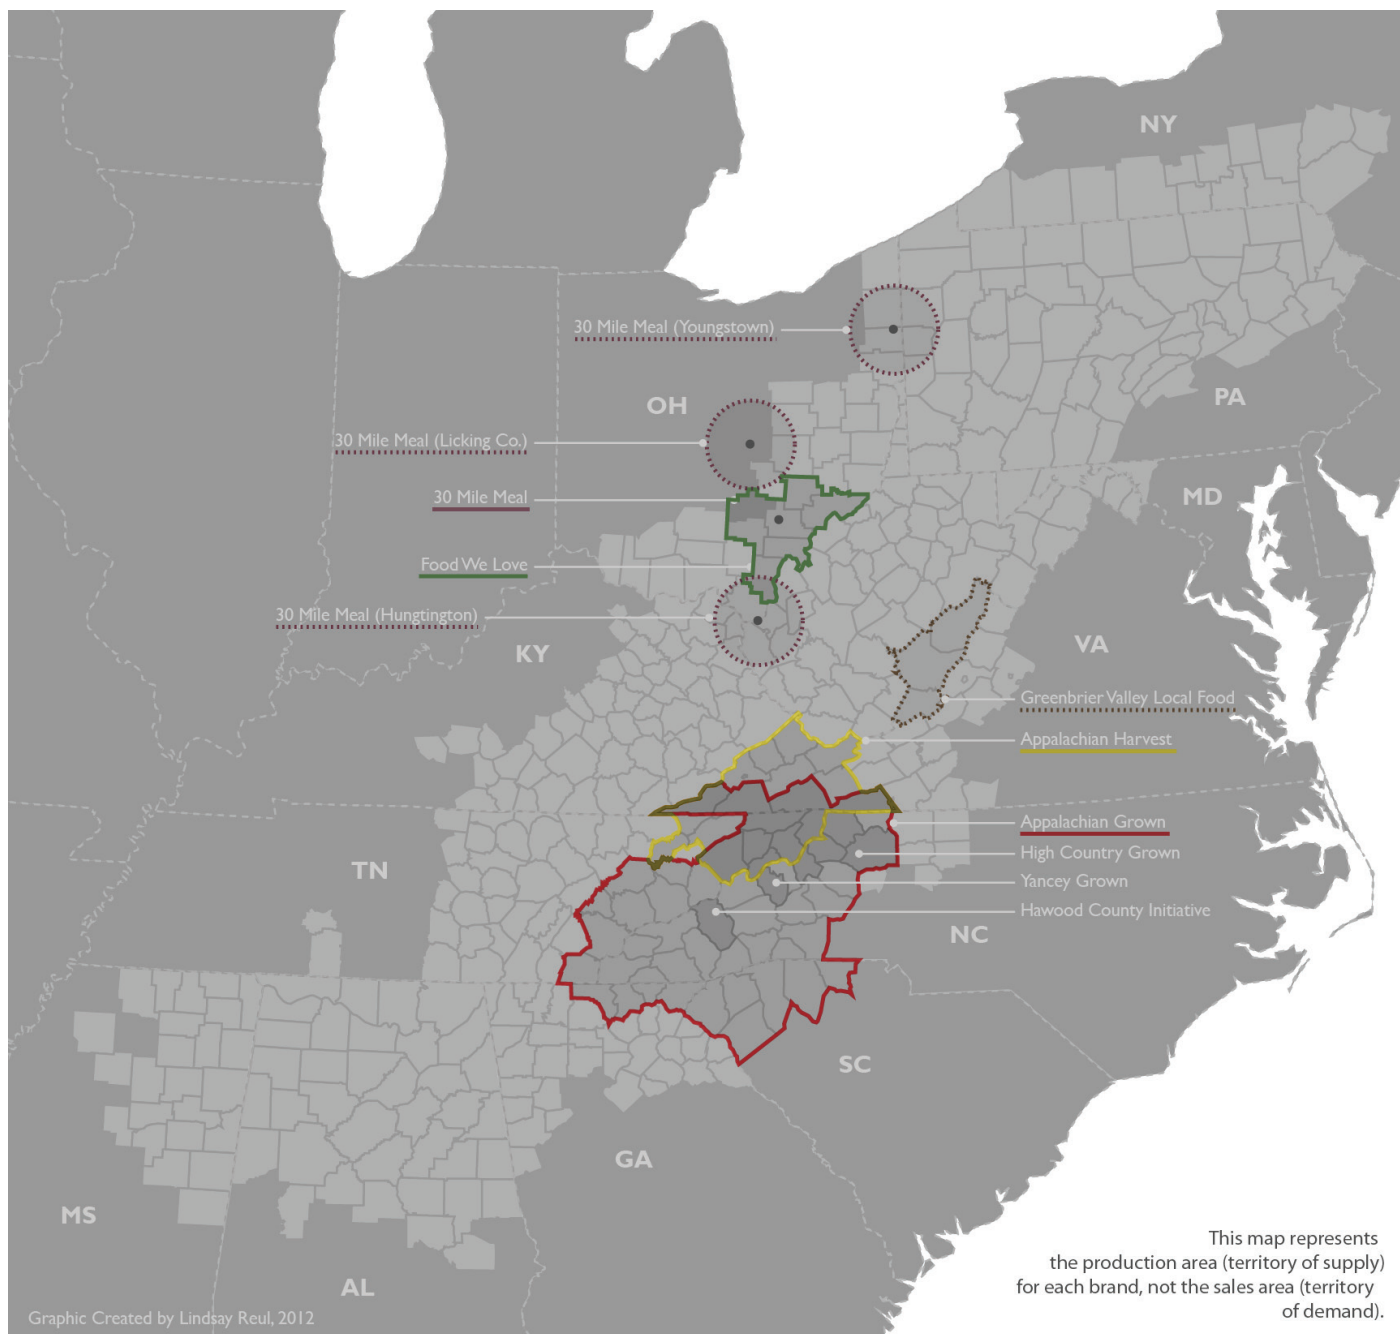 NY
30 Mile Meal (Youngstown)
OH
PA
30 Mile Meal (Licking Co.)
30 Mile Meal
MD
Food We Love
30 Mile Meal (Hungtington)
KY
VA
Greenbrier Valley Local Food
Appalachian Harvest
Appalachian Grown
High Country Grown
TN
Yancey Grown
Hawood County Initiative
NC
SC
GA
MS
AL
This map represents
the production area (territory of supply)
for each brand, not the sales area (territory
of demand).
Graphic Created by Lindsay Reul, 2012